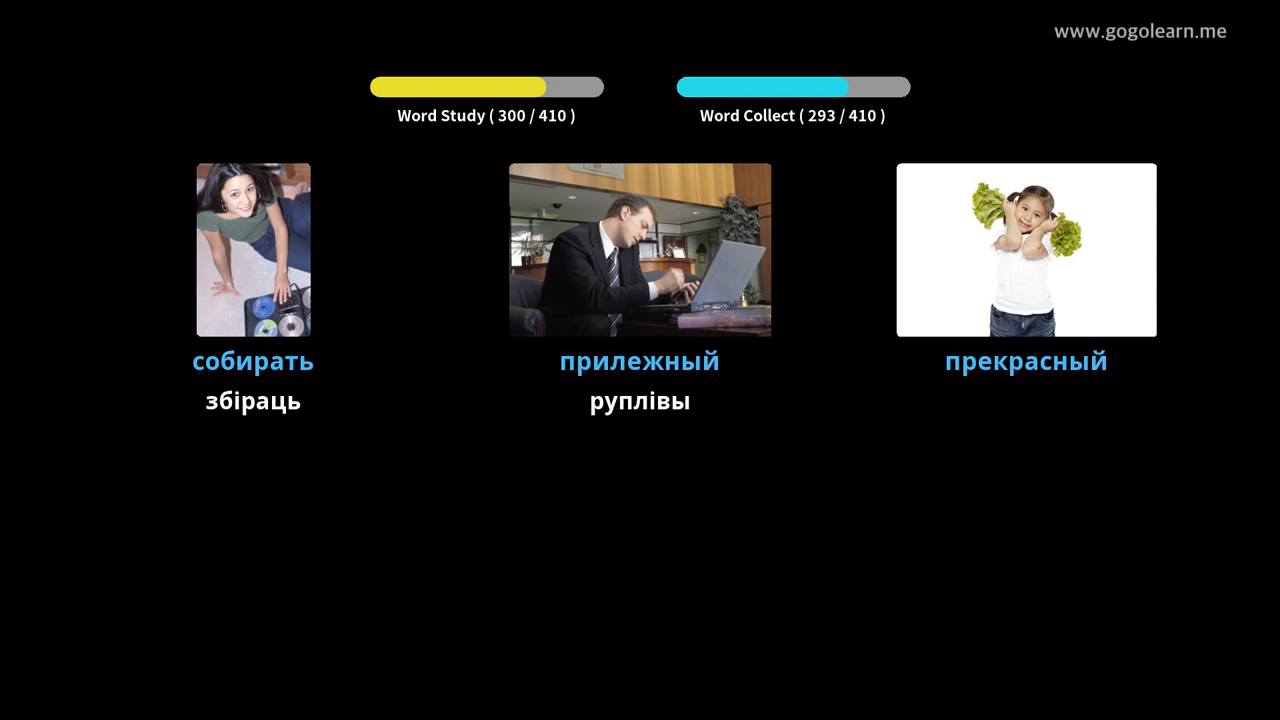 www.gogolearn.me
Word Study ( 300 / 410 )
Word Collect ( 293 / 410 )
собирать
прилежный
прекрасный
збіраць
руплівы